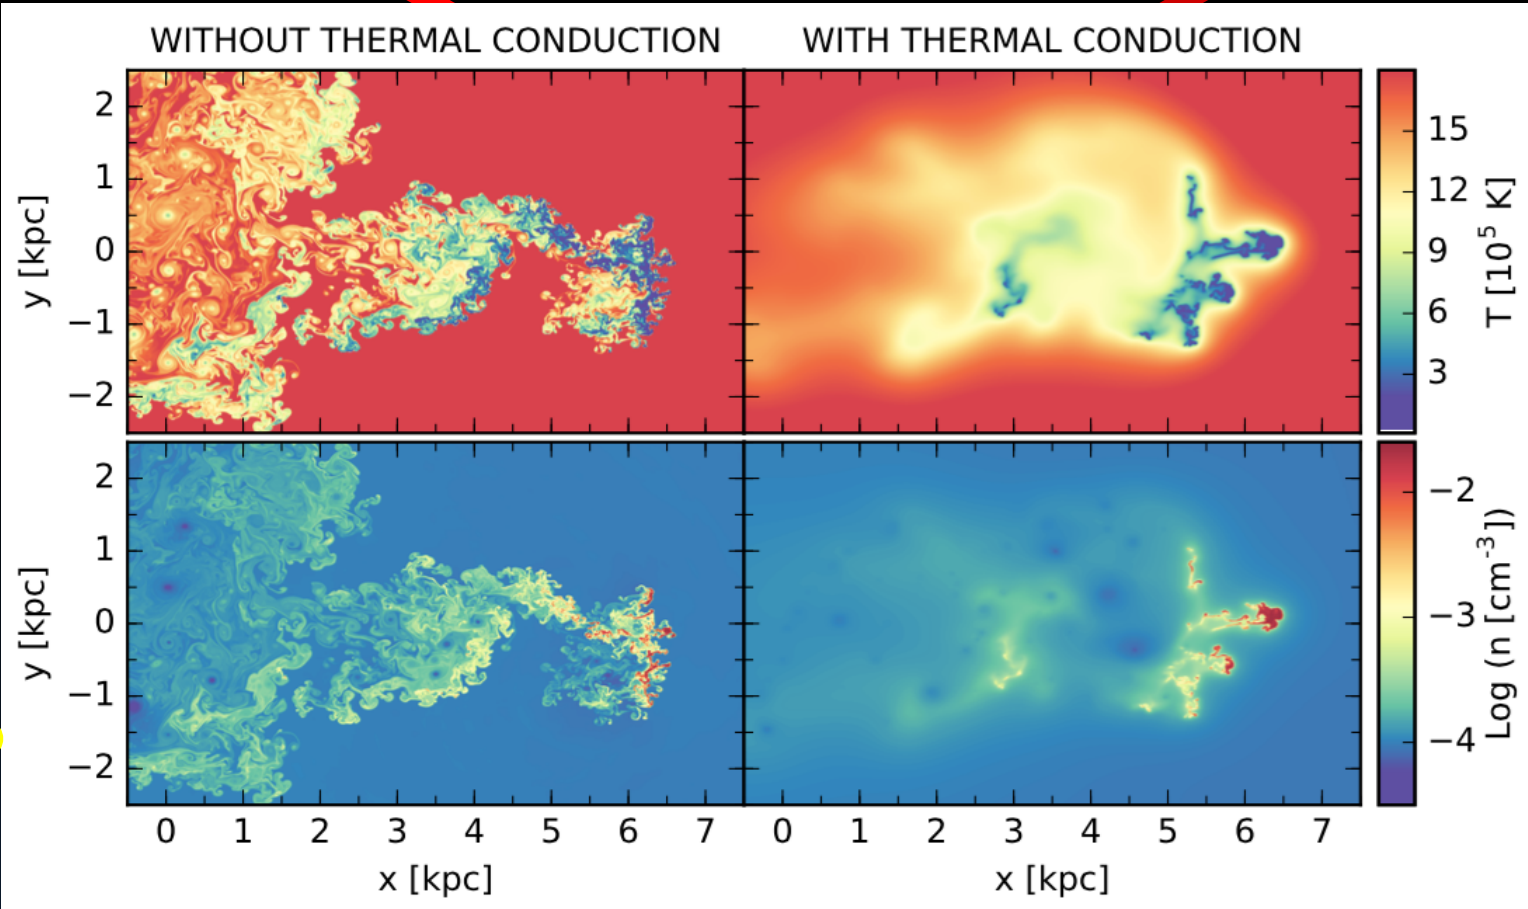 WITHOUT THERMAL CONDUCTION
WITH THERMAL CONDUCTION
2
1
0
−1
−2
y [kpc]
15
12
9
6
3
T [10⁵ K]
2
1
0
−1
−2
y [kpc]
−2
−3
−4
Log (n [cm⁻³])
0 1 2 3 4 5 6 7
0 1 2 3 4 5 6 7
x [kpc]
x [kpc]